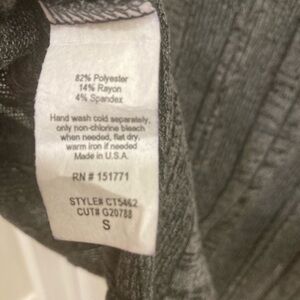 82% Polyester
14% Rayon
4% Spandex
Hand wash cold separately,
only non-chlorine bleach
when needed, flat dry,
warm iron if needed
Made in U.S.A.
RN # 151771
STYLE# CT5462
CUT# G20788
S